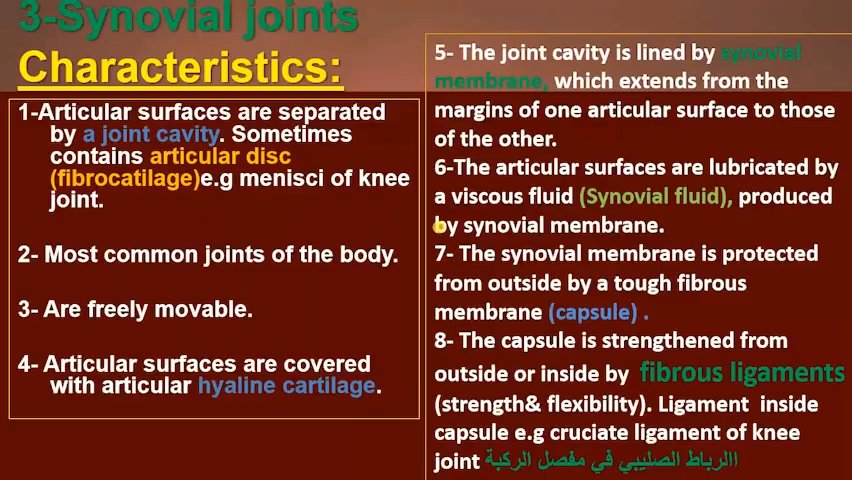 3-Synovial joints
Characteristics:
1-Articular surfaces are separated
by a joint cavity. Sometimes
contains articular disc
(fibrocatilage)e.g menisci of knee
joint.
2- Most common joints of the body.
3- Are freely movable.
4- Articular surfaces are covered
with articular hyaline cartilage.
5- The joint cavity is lined by synovial
membrane, which extends from the
margins of one articular surface to those
of the other.
6-The articular surfaces are lubricated by
a viscous fluid (Synovial fluid), produced
by synovial membrane.
7- The synovial membrane is protected
from outside by a tough fibrous
membrane (capsule) .
8- The capsule is strengthened from
outside or inside by fibrous ligaments
(strength& flexibility). Ligament inside
capsule e.g cruciate ligament of knee
joint االرباط الصليبي في مفصل الركبة